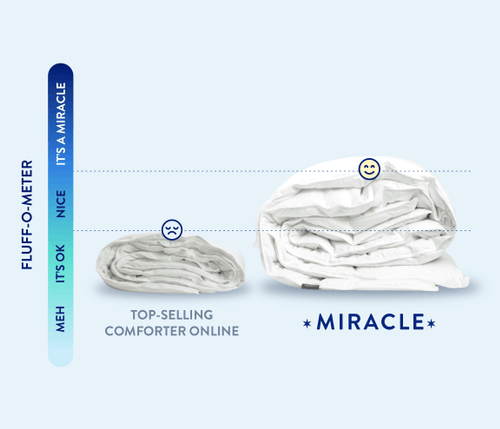 FLUFF-O-METER
IT'S A MIRACLE
NICE
IT'S OK
MEH
TOP-SELLING
COMFORTER ONLINE
MIRACLE